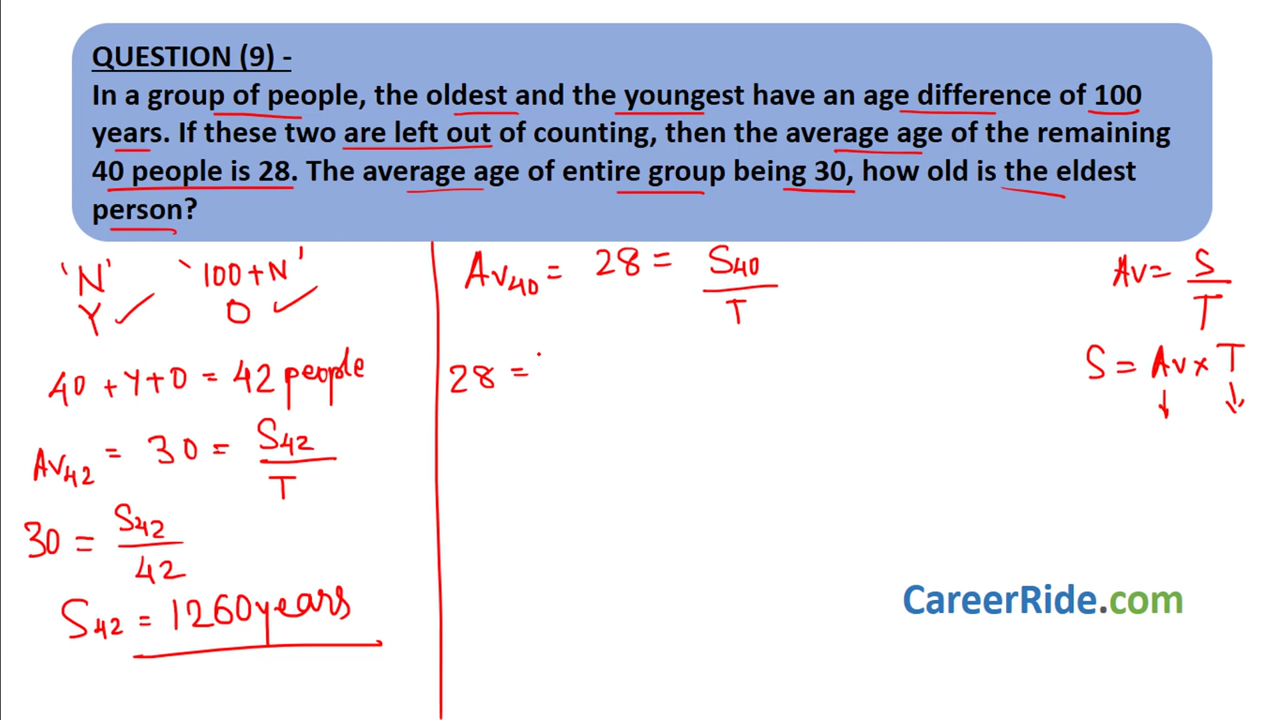 QUESTION (9) -
In a group of people, the oldest and the youngest have an age difference of 100
years. If these two are left out of counting, then the average age of the remaining
40 people is 28. The average age of entire group being 30, how old is the eldest
person?
'N' '100+N'
Y ✓ O ✓
40 + Y + O = 42 people
Av42 = 30 = S42
T
30 = S42
42
S42 = 1260 years
Av40 = 28 = S40
T
28 =
Av = S
T
S = Av x T
↓ ↓
CareerRide.com